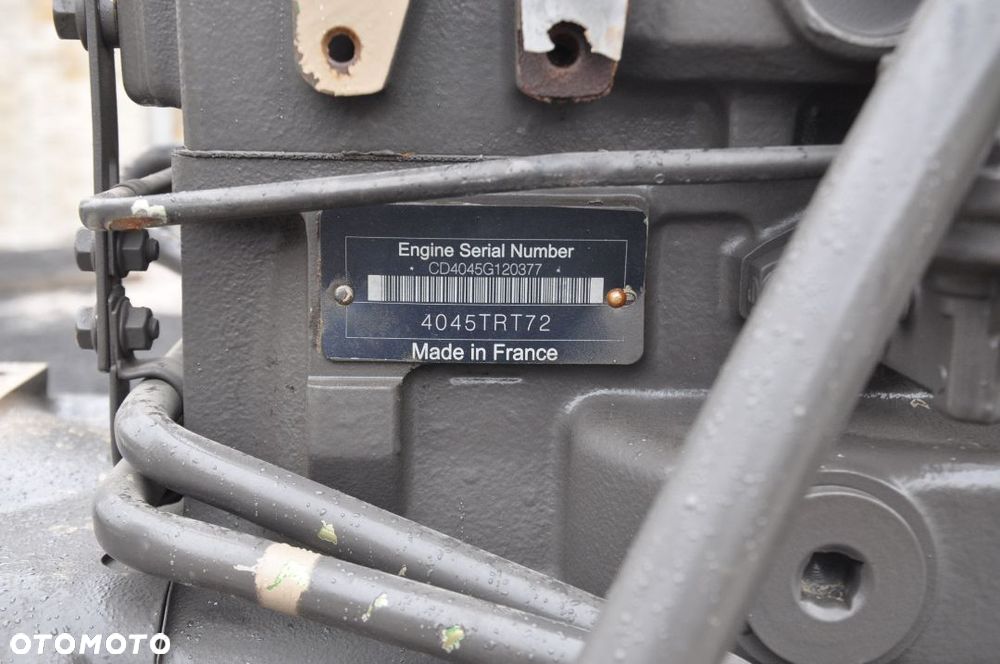 Engine Serial Number
* CD4045G120377 *
4045TRT72
Made in France
OTOMOTO